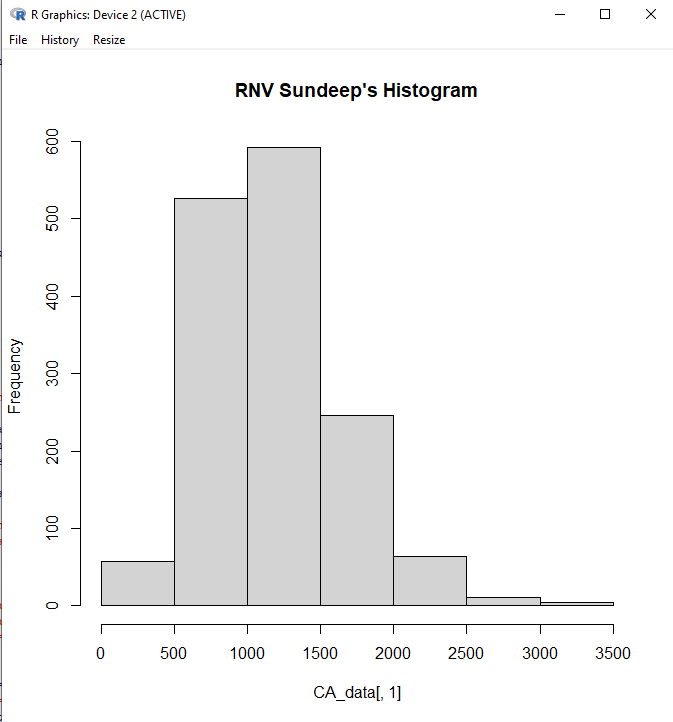 R Graphics: Device 2 (ACTIVE)
File History Resize
RNV Sundeep's Histogram
600
500
400
300
200
100
0
Frequency
0 500 1000 1500 2000 2500 3000 3500
CA_data[, 1]